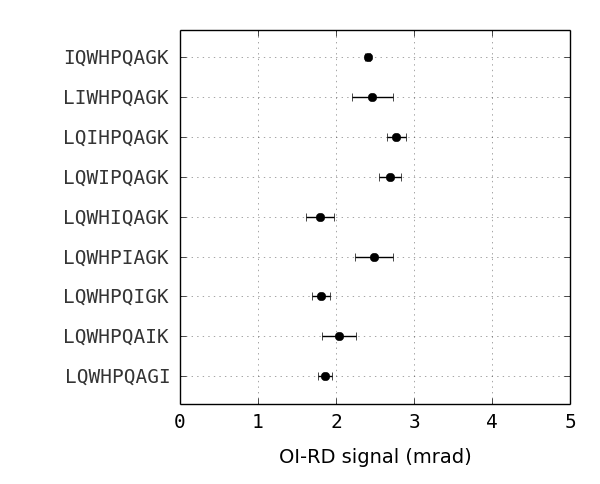 IQWHPQAGK
LIWHPQAGK
LQIHPQAGK
LQWIPQAGK
LQWHIQAGK
LQWHPIAGK
LQWHPQIGK
LQWHPQAIK
LQWHPQAGI
0 1 2 3 4 5
OI-RD signal (mrad)